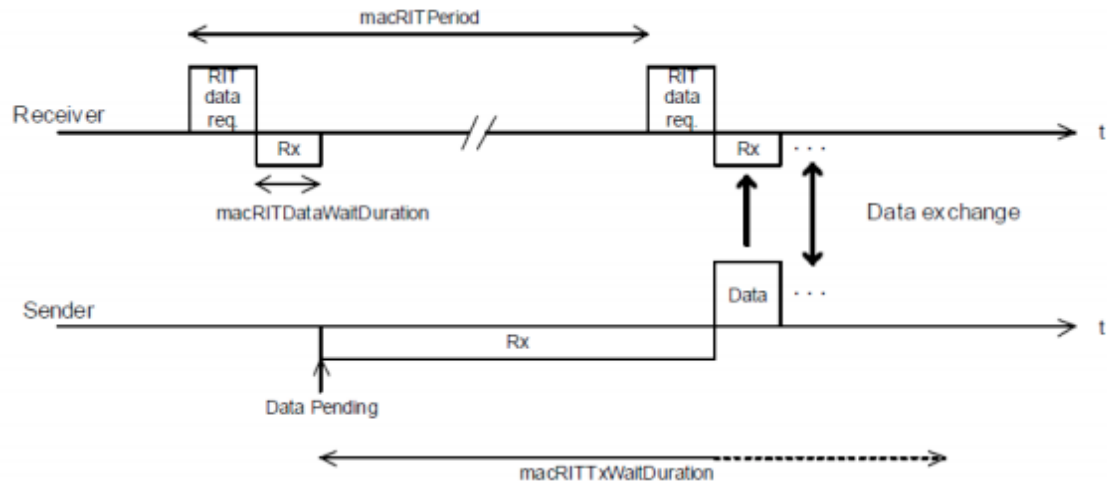 macRITPeriod
RIT
data
req.
RIT
data
req.
Receiver
t
Rx
Rx
. . .
macRITDataWaitDuration
Data exchange
Data
. . .
Sender
t
Rx
Data Pending
macRITTxWaitDuration